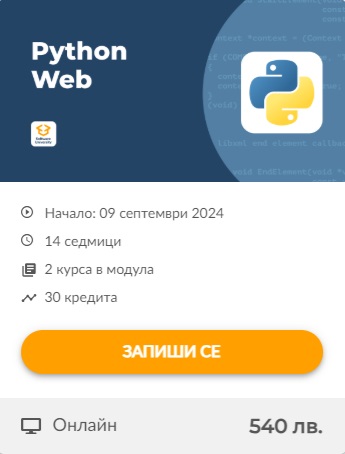 Python
Web
Software
University
Начало: 09 септември 2024
14 седмици
2 курса в модула
30 кредита
ЗАПИШИ СЕ
Онлайн
540 лв.